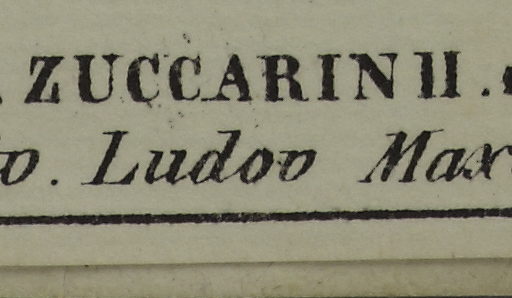 . ZUCCARINII.
o. Ludov Max